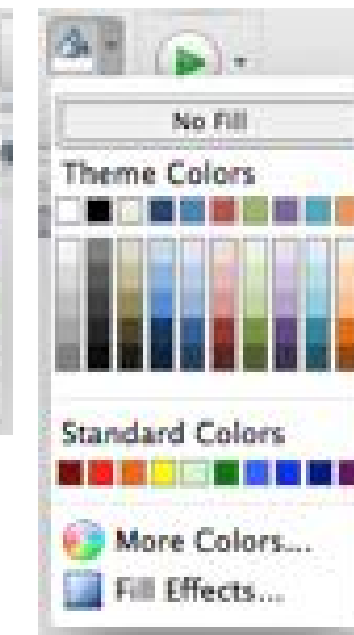 No Fill
Theme Colors
Standard Colors
More Colors...
Fill Effects...